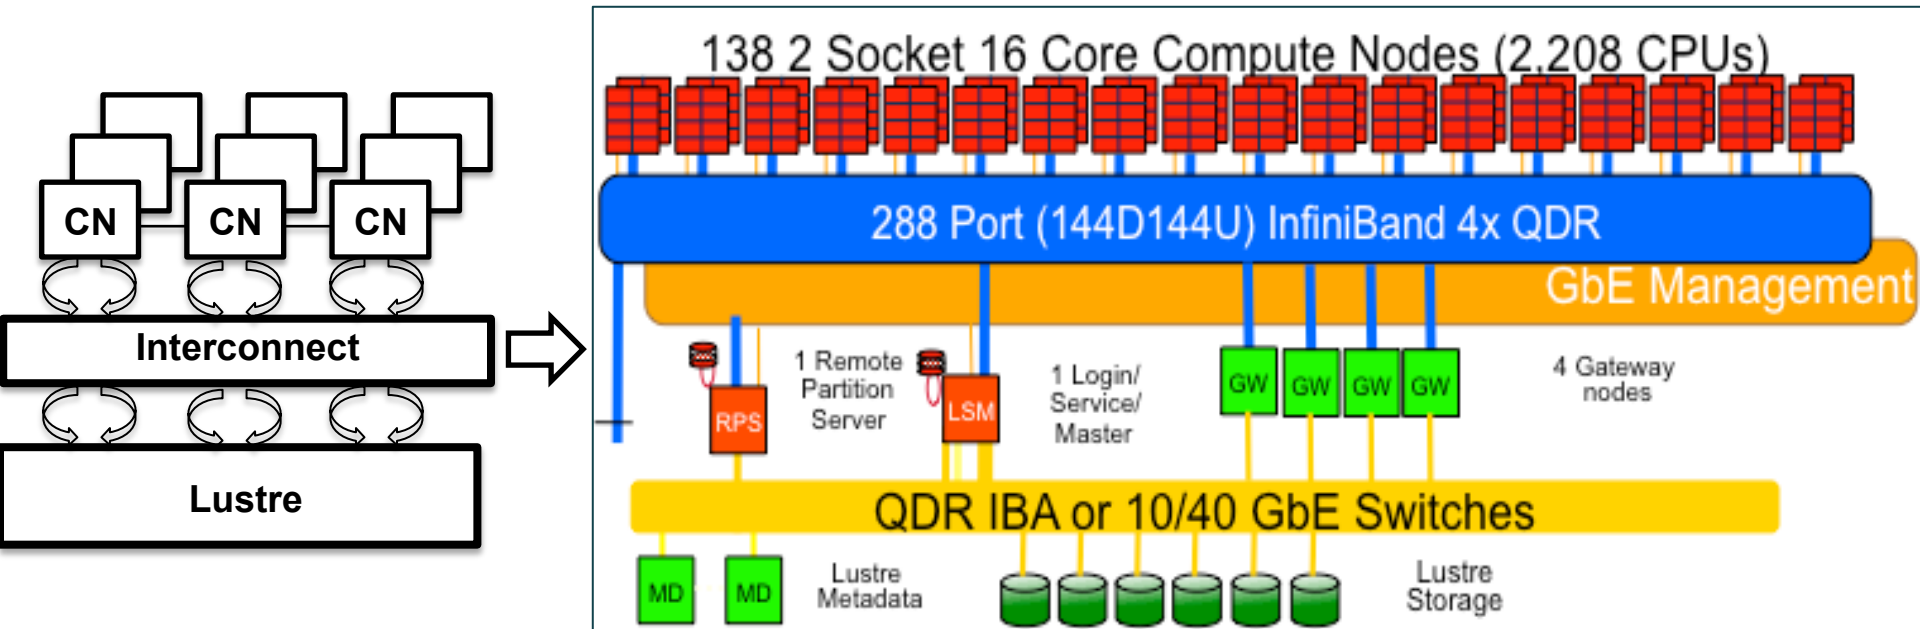 CN
CN
CN
Interconnect
Lustre
138 2 Socket 16 Core Compute Nodes (2,208 CPUs)
288 Port (144D144U) InfiniBand 4x QDR
GbE Management
RPS
1 Remote
Partition
Server
LSM
1 Login/
Service/
Master
GW
GW
GW
GW
4 Gateway
nodes
QDR IBA or 10/40 GbE Switches
MD
MD
Lustre
Metadata
Lustre
Storage